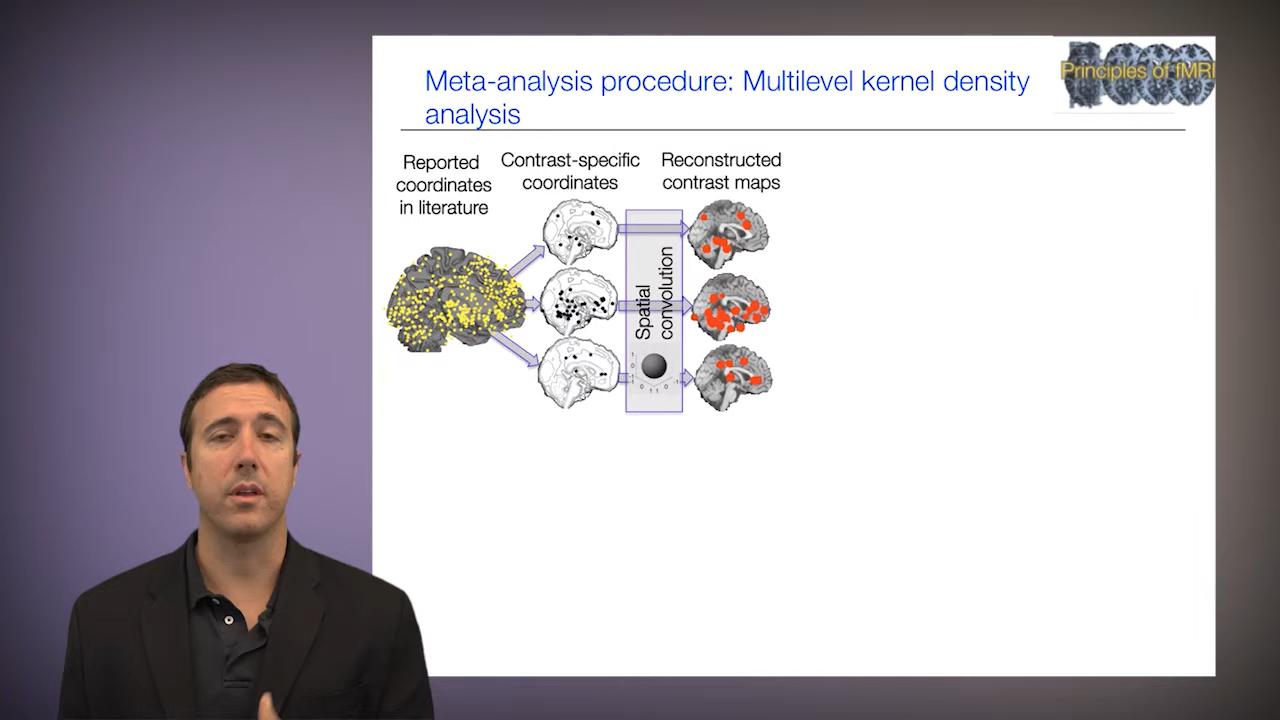 Principles of fMRI
Meta-analysis procedure: Multilevel kernel density
analysis
Reported
coordinates
in literature
Contrast-specific
coordinates
Reconstructed
contrast maps
Spatial
convolution